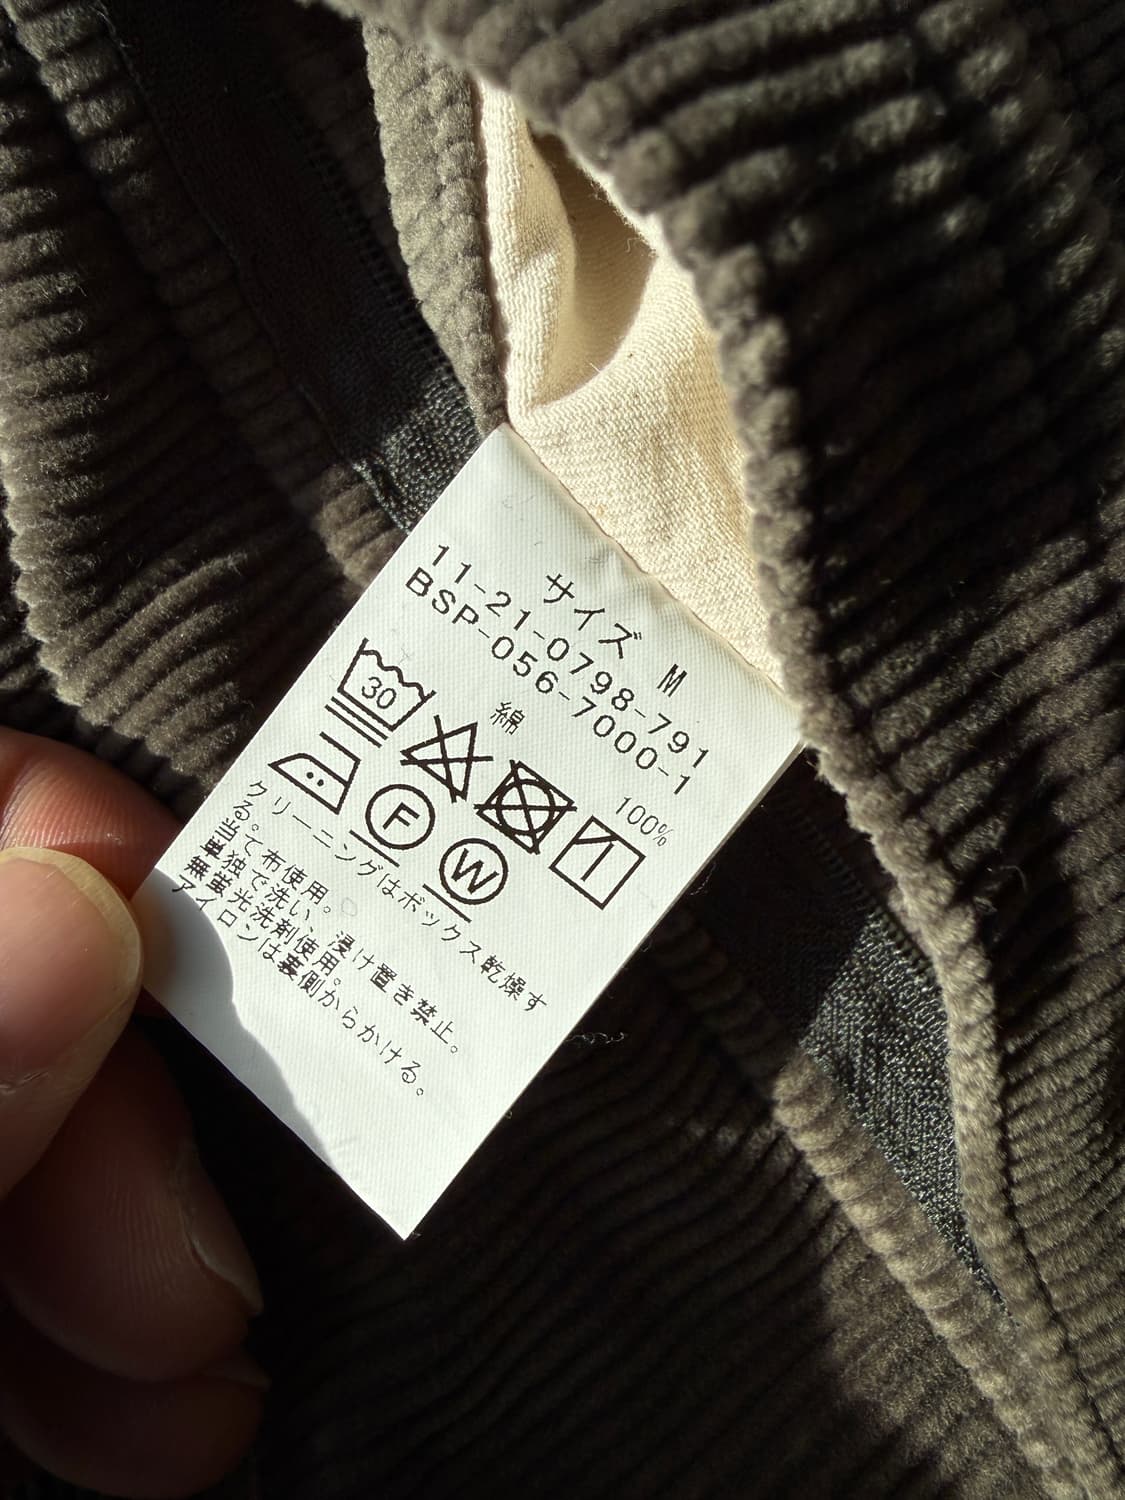 サイズ M
11-21-0798-791
BSP-056-7000-1
綿 100%
30
F W
クリーニングはボックス乾燥す
る。
当て布使用。
単独で洗い、浸け置き禁止。
無蛍光洗剤使用。
アイロンは裏側からかける。